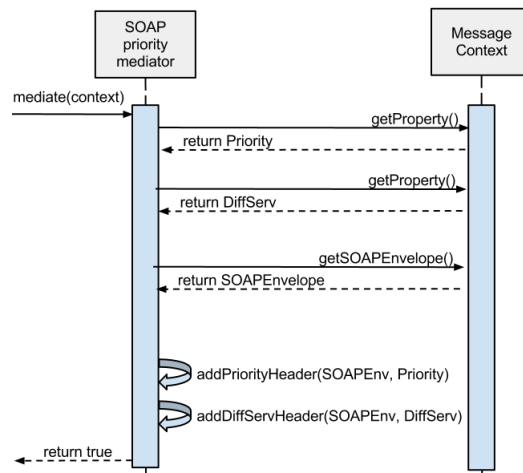 SOAP
priority
mediator
Message
Context
mediate(context)
getProperty()
return Priority
getProperty()
return DiffServ
getSOAPEnvelope()
return SOAPEnvelope
addPriorityHeader(SOAPEnv, Priority)
addDiffServHeader(SOAPEnv, DiffServ)
return true